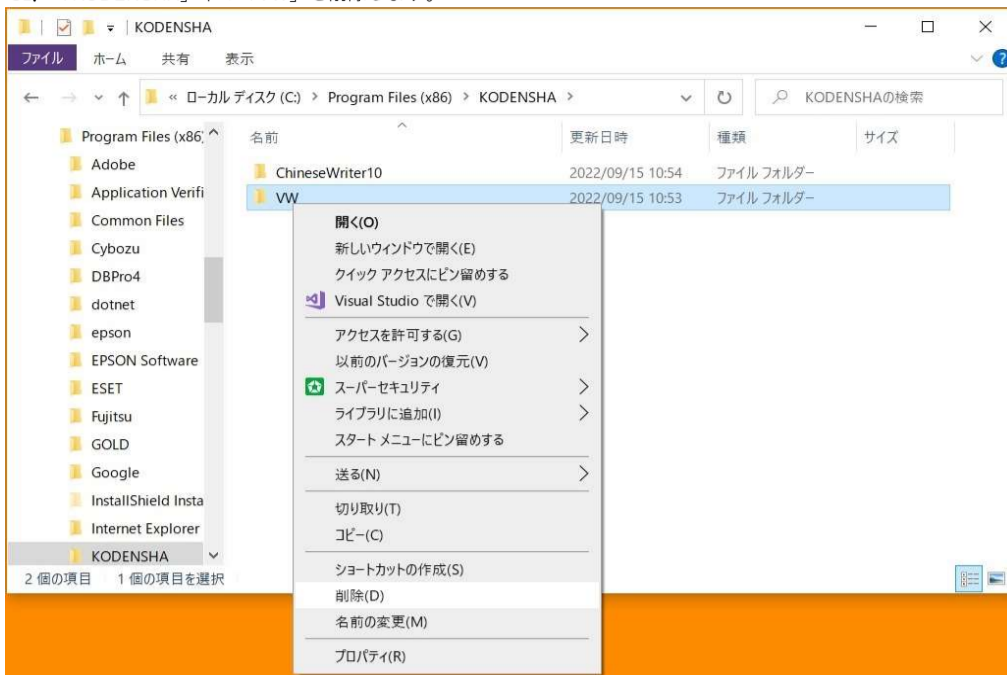 KODENSHA
ファイル ホーム 共有 表示
« ローカル ディスク (C:) > Program Files (x86) > KODENSHA >
KODENSHAの検索
名前 更新日時 種類 サイズ
ChineseWriter10 2022/09/15 10:54 ファイル フォルダー
VW 2022/09/15 10:53 ファイル フォルダー
Program Files (x86)
Adobe
Application Verifi
Common Files
Cybozu
DBPro4
dotnet
epson
EPSON Software
ESET
Fujitsu
GOLD
Google
InstallShield Insta
Internet Explorer
KODENSHA
開く(O)
新しいウィンドウで開く(E)
クイック アクセスにピン留めする
Visual Studio で開く(V)
アクセスを許可する(G)
以前のバージョンの復元(V)
スーパーセキュリティ
ライブラリに追加(I)
スタート メニューにピン留めする
送る(N)
切り取り(T)
コピー(C)
ショートカットの作成(S)
削除(D)
名前の変更(M)
プロパティ(R)
2 個の項目 1 個の項目を選択